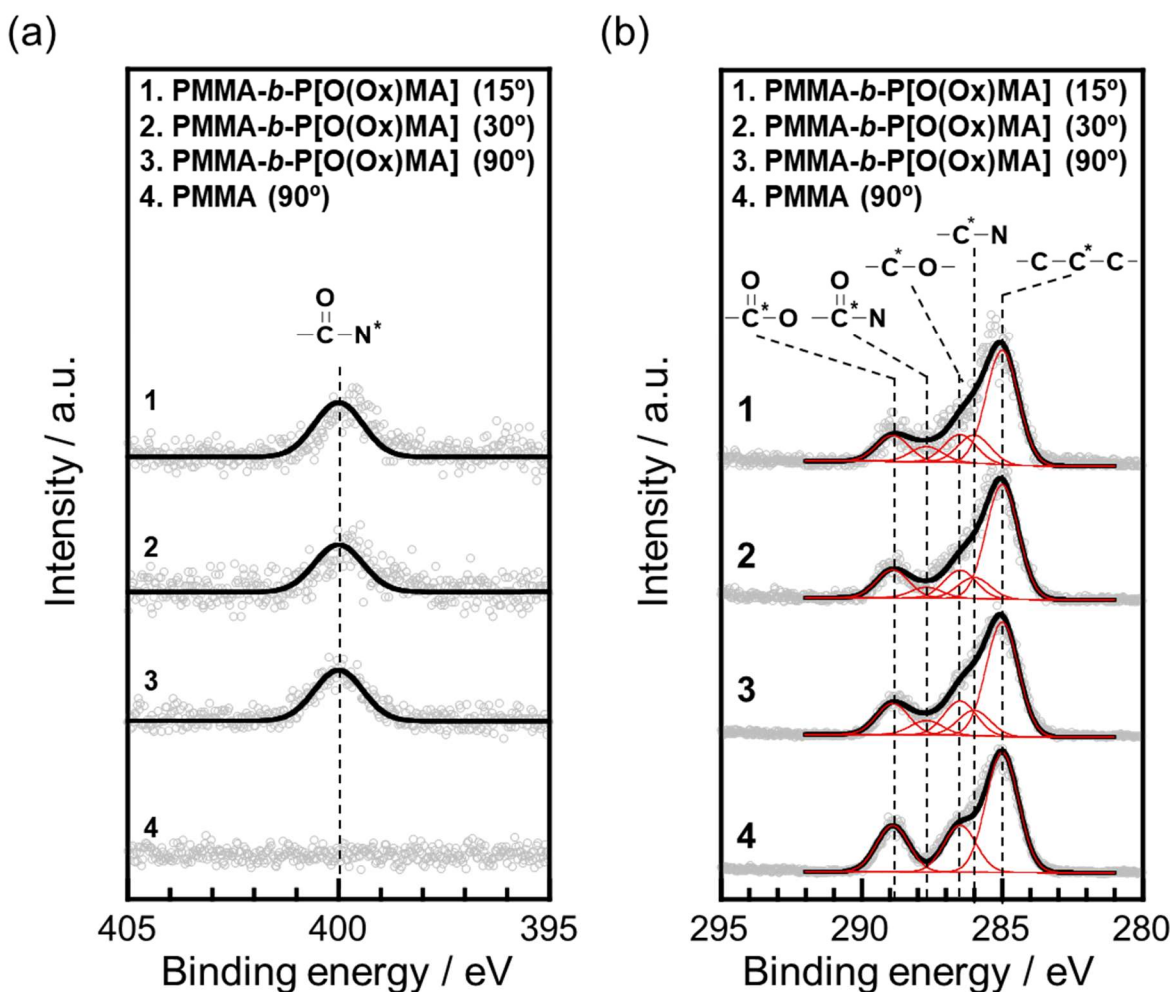 (a)
1. PMMA-b-P[O(Ox)MA] (15º)
2. PMMA-b-P[O(Ox)MA] (30º)
3. PMMA-b-P[O(Ox)MA] (90º)
4. PMMA (90º)
O
–C–N*
1
2
3
4
Intensity / a.u.
405 400 395
Binding energy / eV
(b)
1. PMMA-b-P[O(Ox)MA] (15º)
2. PMMA-b-P[O(Ox)MA] (30º)
3. PMMA-b-P[O(Ox)MA] (90º)
4. PMMA (90º)
–C*–N
–C*–O–
–C–C*–C–
O
–C*–O
O
–C*–N
1
2
3
4
Intensity / a.u.
295 290 285 280
Binding energy / eV